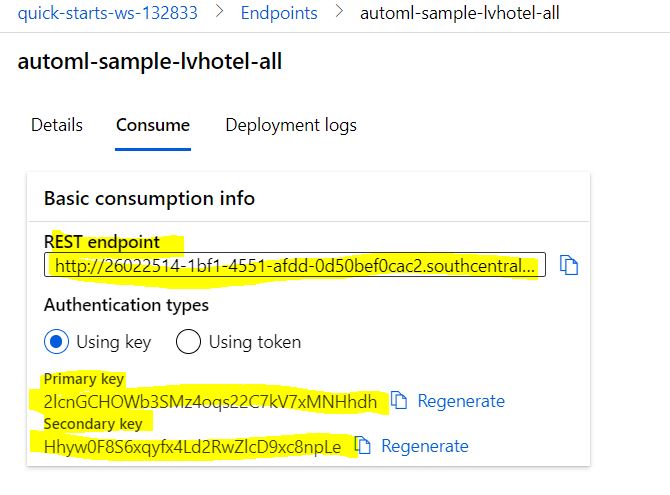 quick-starts-ws-132833 > Endpoints > automl-sample-lvhotel-all
automl-sample-lvhotel-all
Details Consume Deployment logs
Basic consumption info
REST endpoint
http://26022514-1bf1-4551-afdd-0d50bef0cac2.southcentral...
Authentication types
Using key Using token
Primary key
2lcnGCHOWb3SMz4oqs22C7kV7xMNHhdh Regenerate
Secondary key
Hhyw0F8S6xqyfx4Ld2RwZlcD9xc8npLe Regenerate